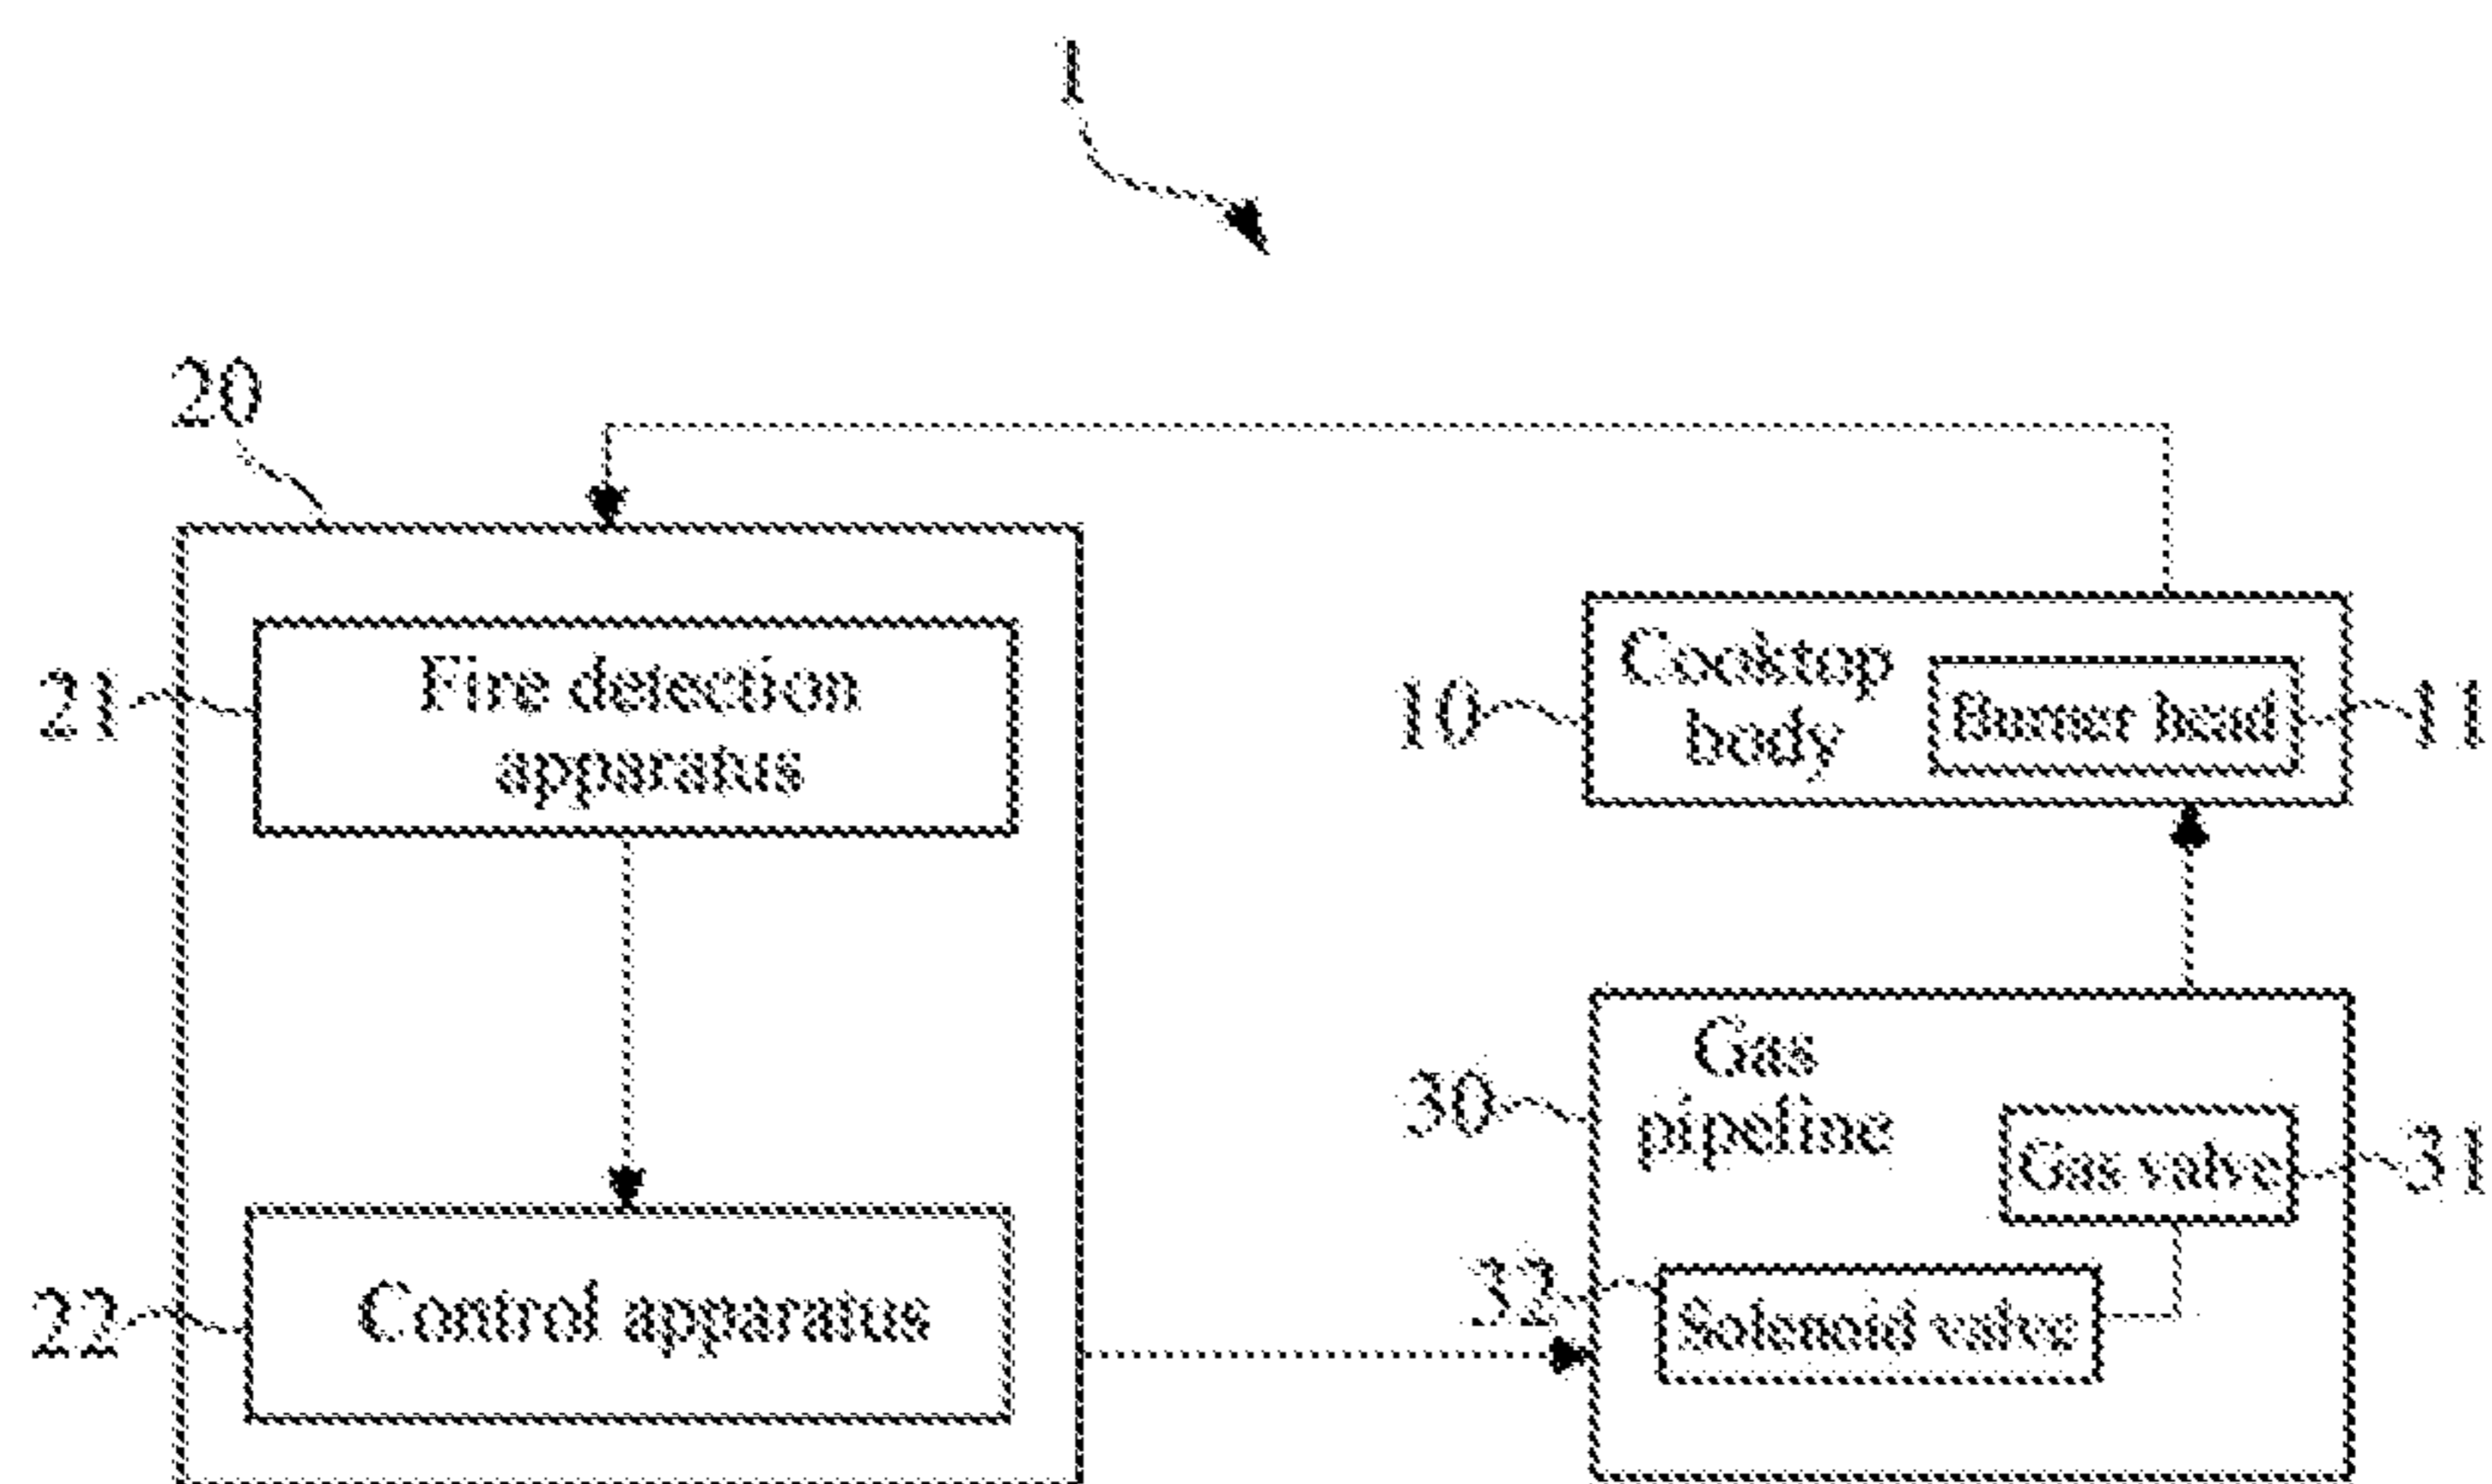 1
20
21
Fire detection
apparatus
22
Control apparatus
10
Cooktop
body
Burner head
11
30
Gas
pipeline
Gas valve
31
32
Solenoid valve